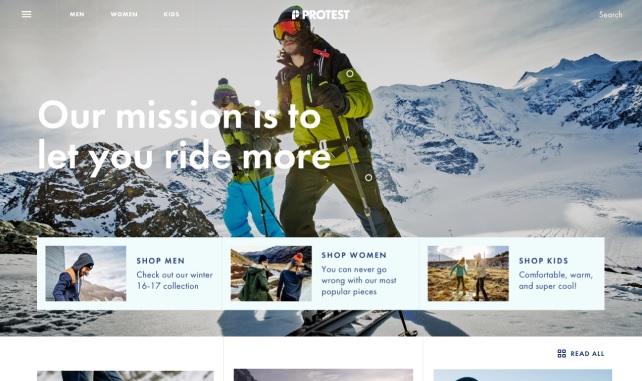 MEN WOMEN KIDS PROTEST Search
Our mission is to
let you ride more
SHOP MEN
Check out our winter
16-17 collection
SHOP WOMEN
You can never go
wrong with our most
popular pieces
SHOP KIDS
Comfortable, warm,
and super cool!
READ ALL